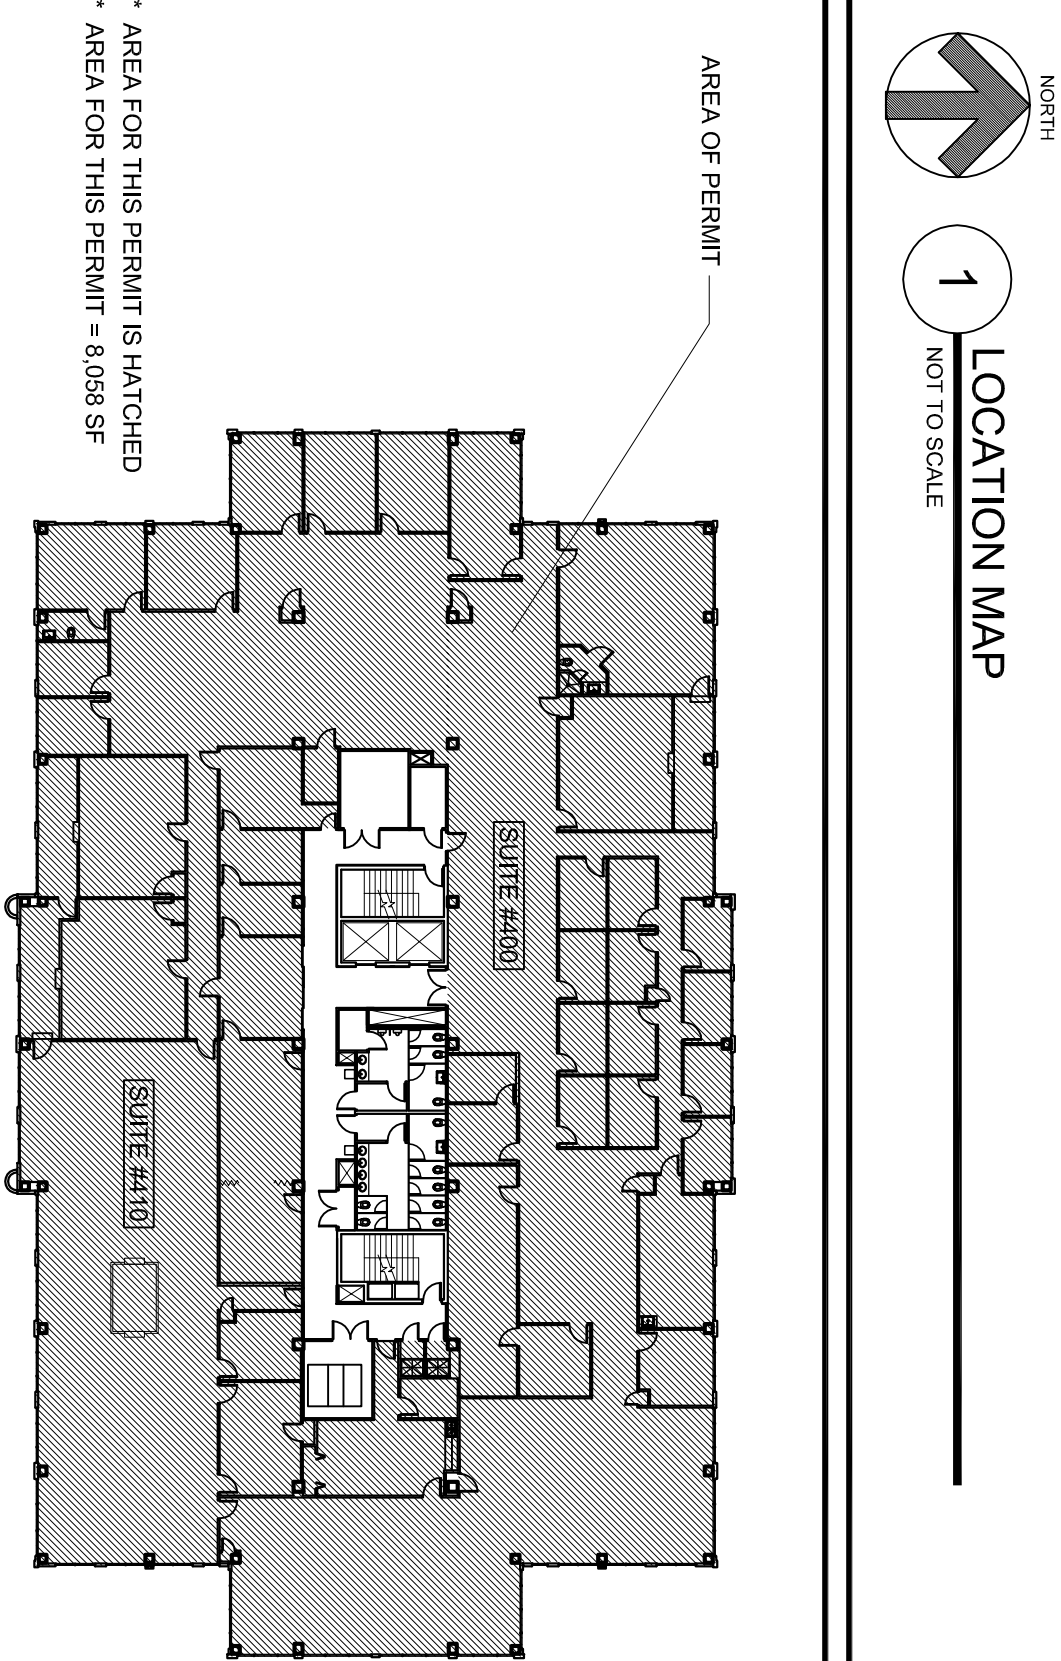 NORTH
1
LOCATION MAP
NOT TO SCALE
AREA OF PERMIT
SUITE #400
SUITE #410
* AREA FOR THIS PERMIT IS HATCHED
* AREA FOR THIS PERMIT = 8,058 SF